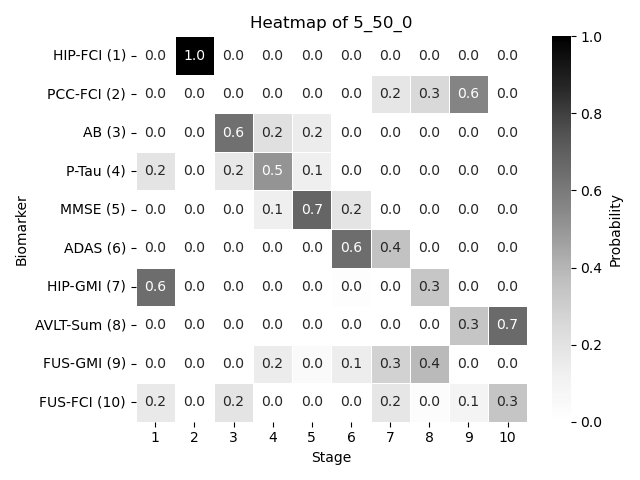 Heatmap of 5_50_0
HIP-FCI (1) 0.0 1.0 0.0 0.0 0.0 0.0 0.0 0.0 0.0 0.0
PCC-FCI (2) 0.0 0.0 0.0 0.0 0.0 0.0 0.2 0.3 0.6 0.0
AB (3) 0.0 0.0 0.6 0.2 0.2 0.0 0.0 0.0 0.0 0.0
P-Tau (4) 0.2 0.0 0.2 0.5 0.1 0.0 0.0 0.0 0.0 0.0
MMSE (5) 0.0 0.0 0.0 0.1 0.7 0.2 0.0 0.0 0.0 0.0
ADAS (6) 0.0 0.0 0.0 0.0 0.0 0.6 0.4 0.0 0.0 0.0
HIP-GMI (7) 0.6 0.0 0.0 0.0 0.0 0.0 0.0 0.3 0.0 0.0
AVLT-Sum (8) 0.0 0.0 0.0 0.0 0.0 0.0 0.0 0.0 0.3 0.7
FUS-GMI (9) 0.0 0.0 0.0 0.2 0.0 0.1 0.3 0.4 0.0 0.0
FUS-FCI (10) 0.2 0.0 0.2 0.0 0.0 0.0 0.2 0.0 0.1 0.3
1 2 3 4 5 6 7 8 9 10
Stage
Biomarker
1.0
0.8
0.6
0.4
0.2
0.0
Probability